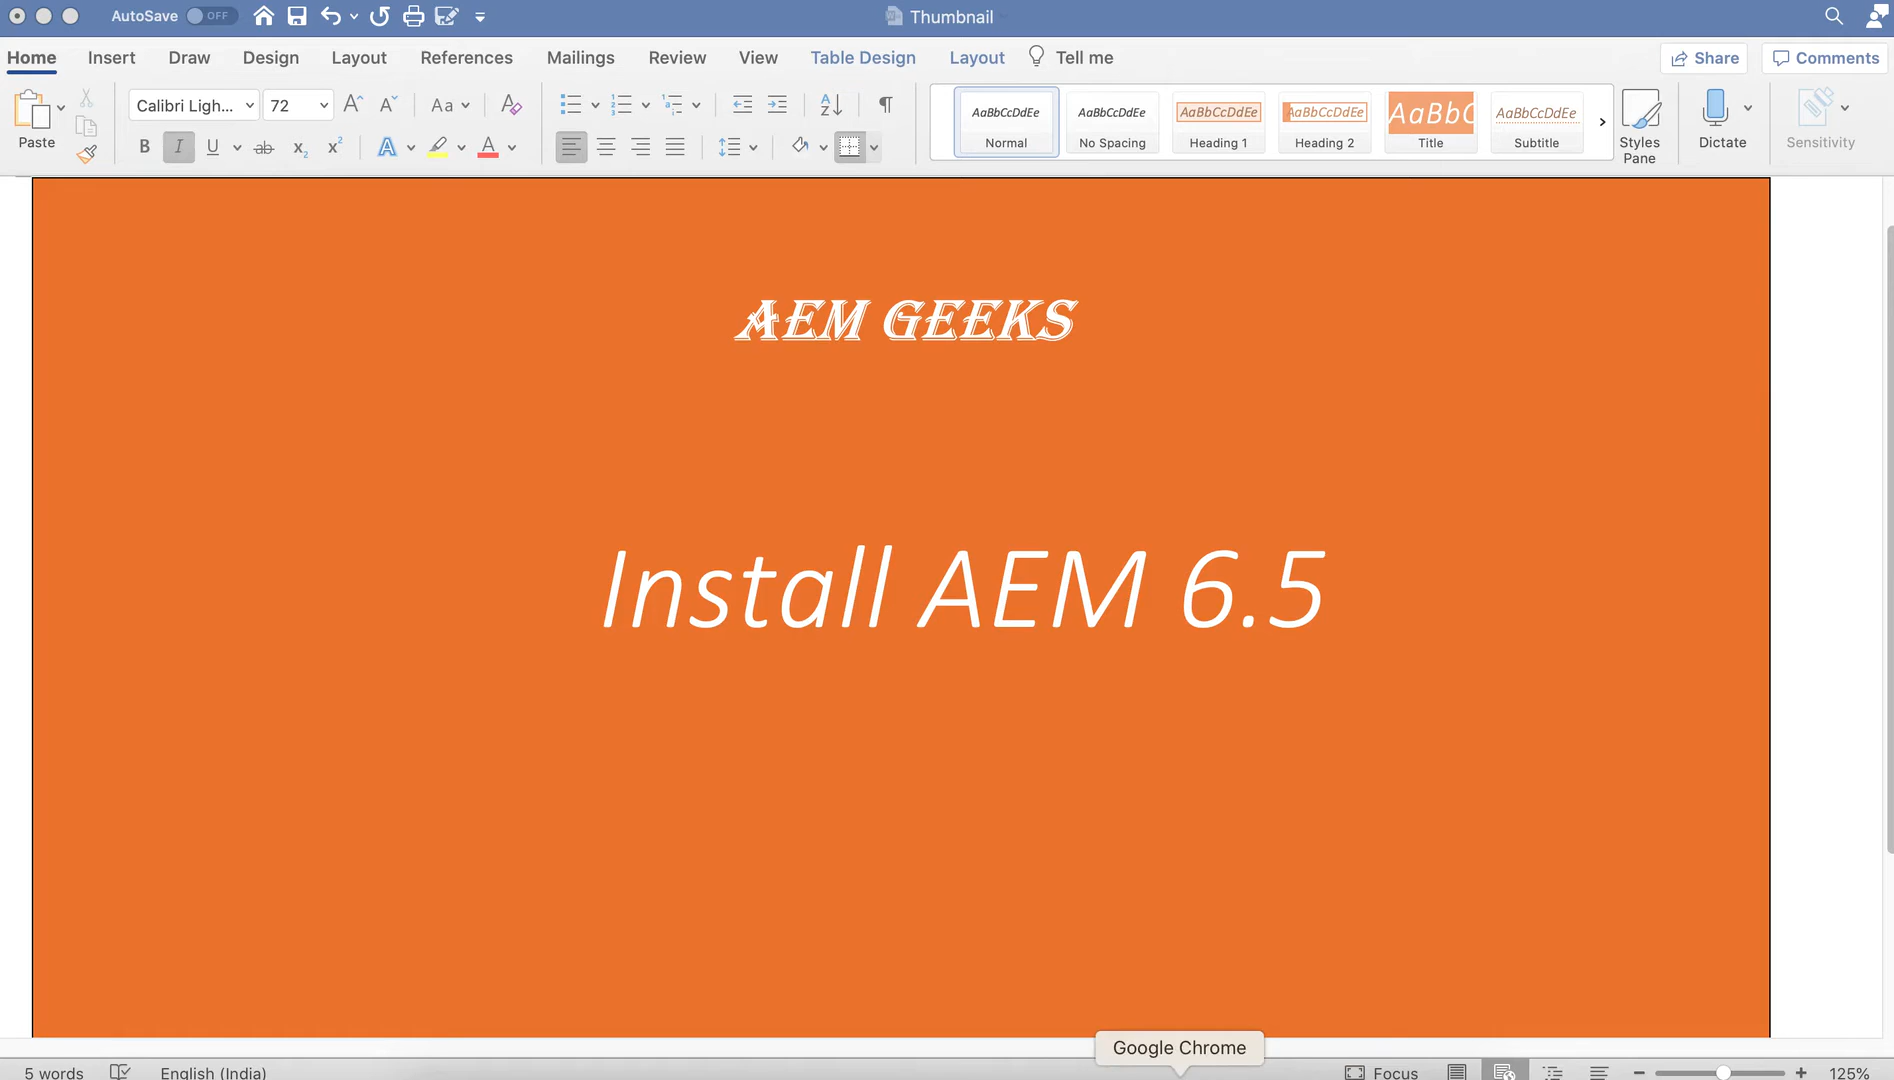 AutoSave OFF Thumbnail
Home Insert Draw Design Layout References Mailings Review View Table Design Layout Tell me Share Comments
Calibri Ligh... 72 Aa
Paste
B I U ab x₂ x² A A
AaBbCcDdEe AaBbCcDdEe AaBbCcDdEe AaBbCcDdEe AaBbC AaBbCcDdEe
Normal No Spacing Heading 1 Heading 2 Title Subtitle
Styles Pane
Dictate
Sensitivity
AEM GEEKS
Install AEM 6.5
Google Chrome
5 words English (India) Focus 125%